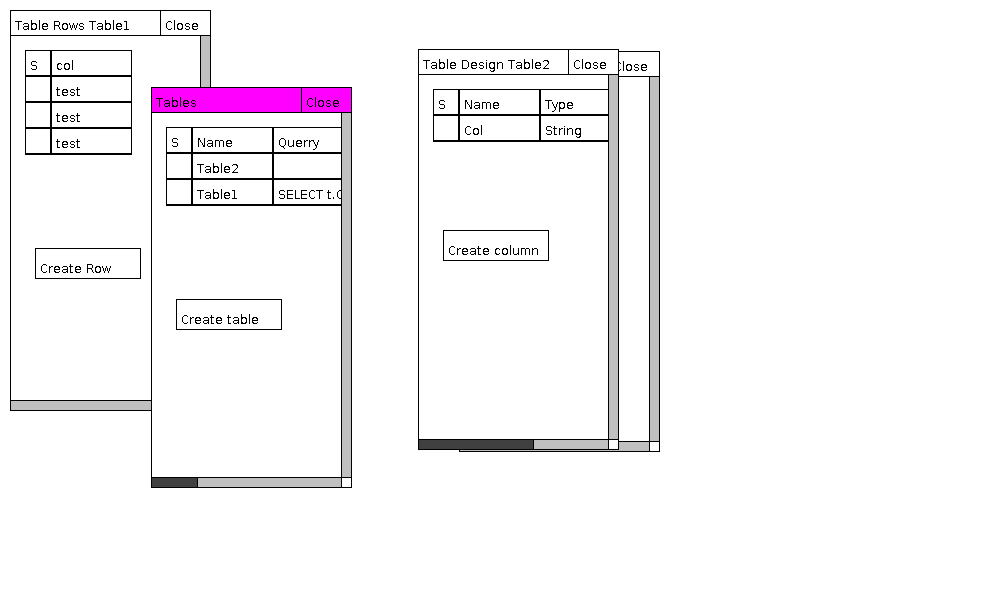 Table Rows Table1 Close
S col
test
test
test
Create Row
Tables Close
S Name Querry
Table2
Table1 SELECT t.
Create table
Table Design Table2 Close
S Name Type
Col String
Create column
Close